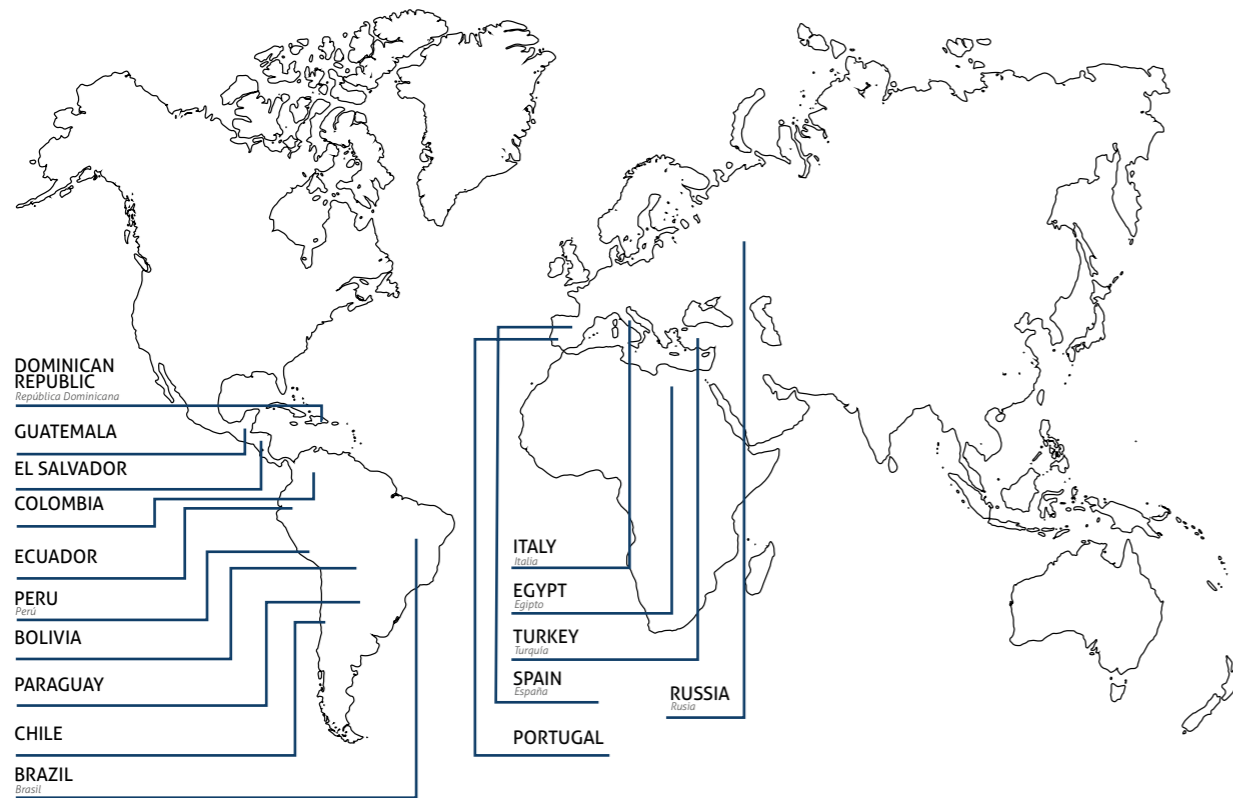 DOMINICAN
REPUBLIC
República Dominicana
GUATEMALA
EL SALVADOR
COLOMBIA
ECUADOR
PERU
Perú
BOLIVIA
PARAGUAY
CHILE
BRAZIL
Brasil
ITALY
Italia
EGYPT
Egipto
TURKEY
Turquía
SPAIN
España
PORTUGAL
RUSSIA
Rusia